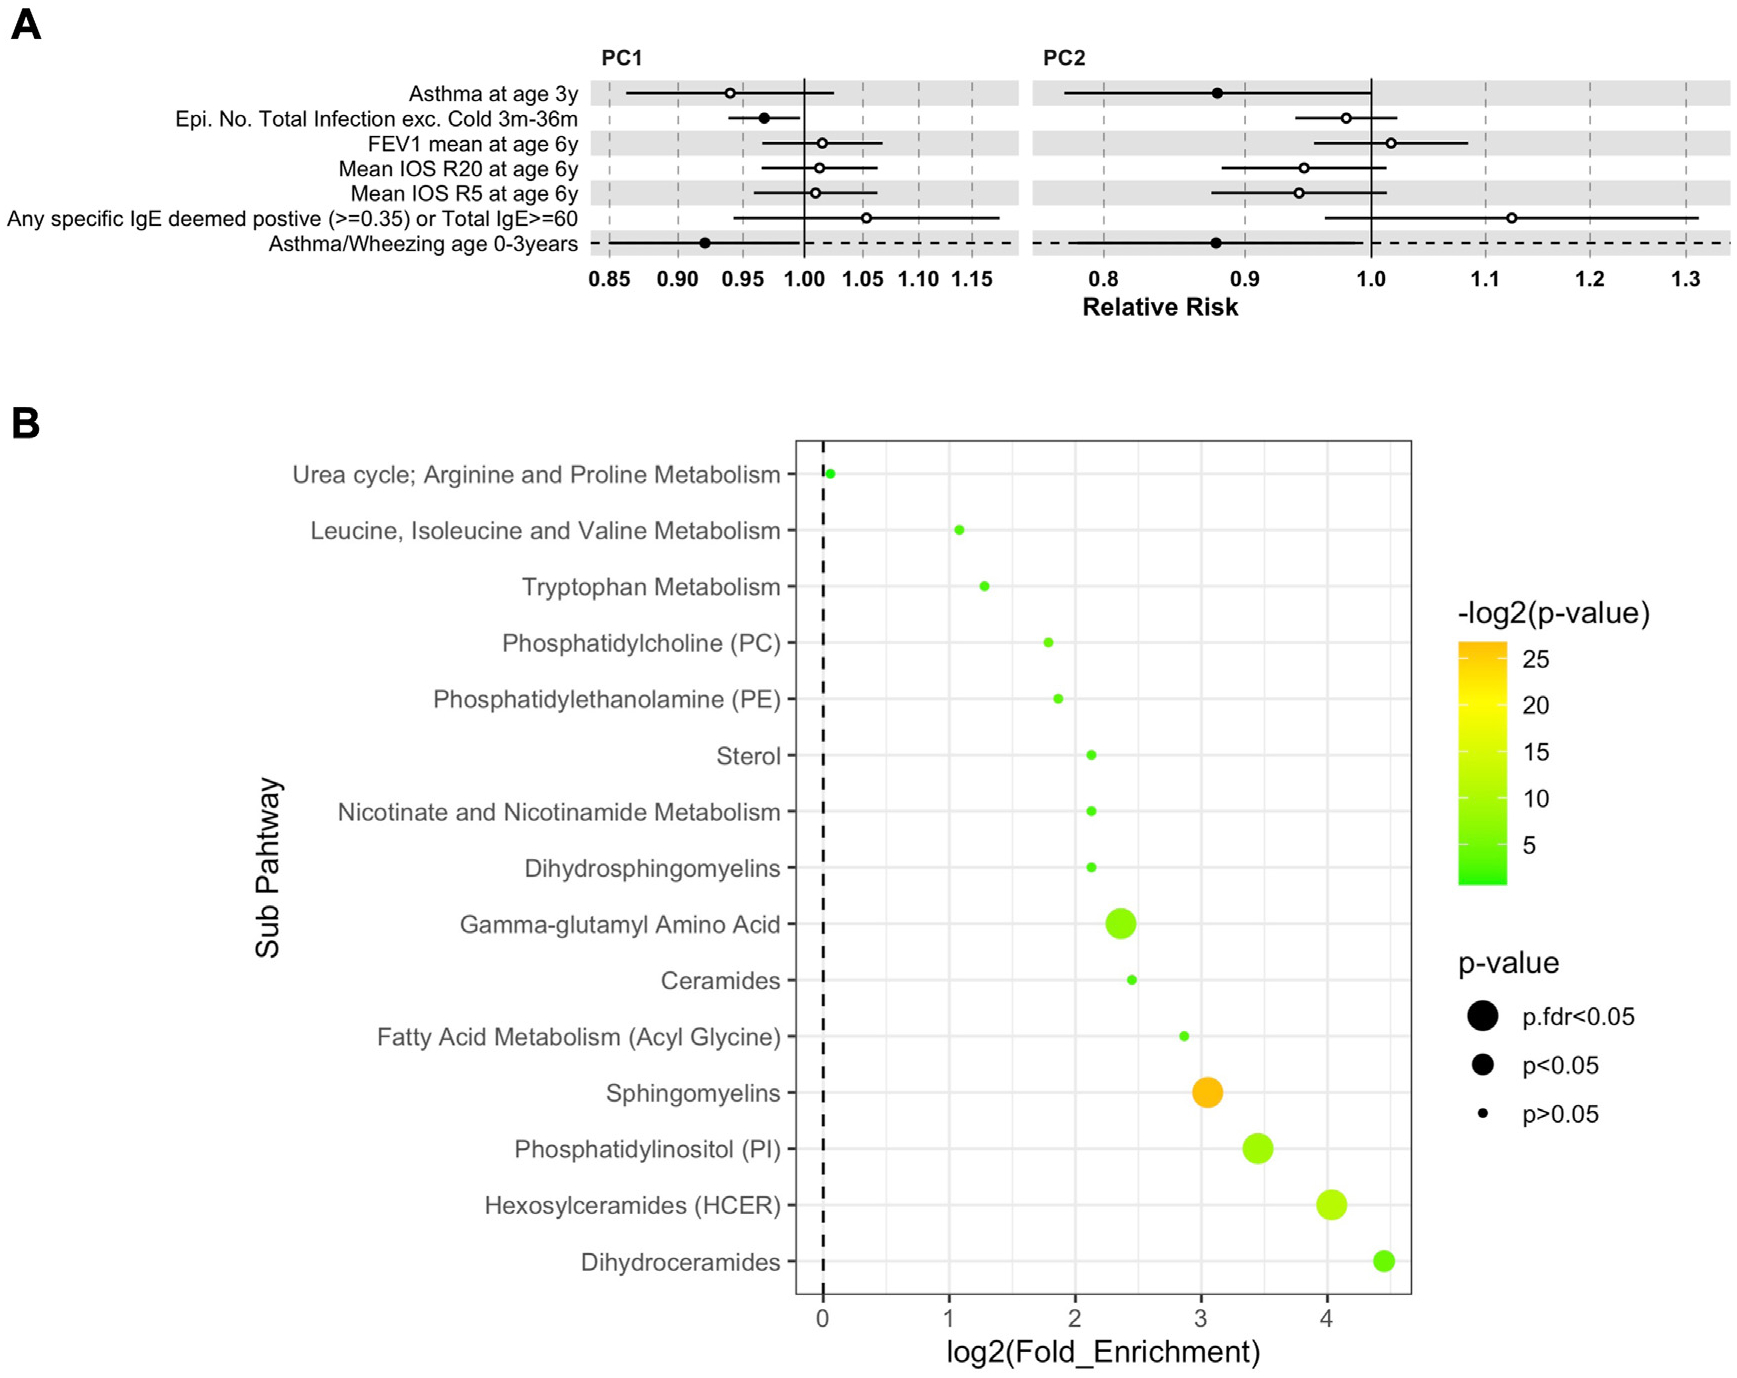 A
PC1
PC2
Asthma at age 3y
Epi. No. Total Infection exc. Cold 3m-36m
FEV1 mean at age 6y
Mean IOS R20 at age 6y
Mean IOS R5 at age 6y
Any specific IgE deemed postive (>=0.35) or Total IgE>=60
Asthma/Wheezing age 0-3years
0.85 0.90 0.95 1.00 1.05 1.10 1.15
0.8 0.9 1.0 1.1 1.2 1.3
Relative Risk
B
Sub Pahtway
Urea cycle; Arginine and Proline Metabolism
Leucine, Isoleucine and Valine Metabolism
Tryptophan Metabolism
Phosphatidylcholine (PC)
Phosphatidylethanolamine (PE)
Sterol
Nicotinate and Nicotinamide Metabolism
Dihydrosphingomyelins
Gamma-glutamyl Amino Acid
Ceramides
Fatty Acid Metabolism (Acyl Glycine)
Sphingomyelins
Phosphatidylinositol (PI)
Hexosylceramides (HCER)
Dihydroceramides
0 1 2 3 4
log2(Fold_Enrichment)
-log2(p-value)
25
20
15
10
5
p-value
p.fdr<0.05
p<0.05
p>0.05